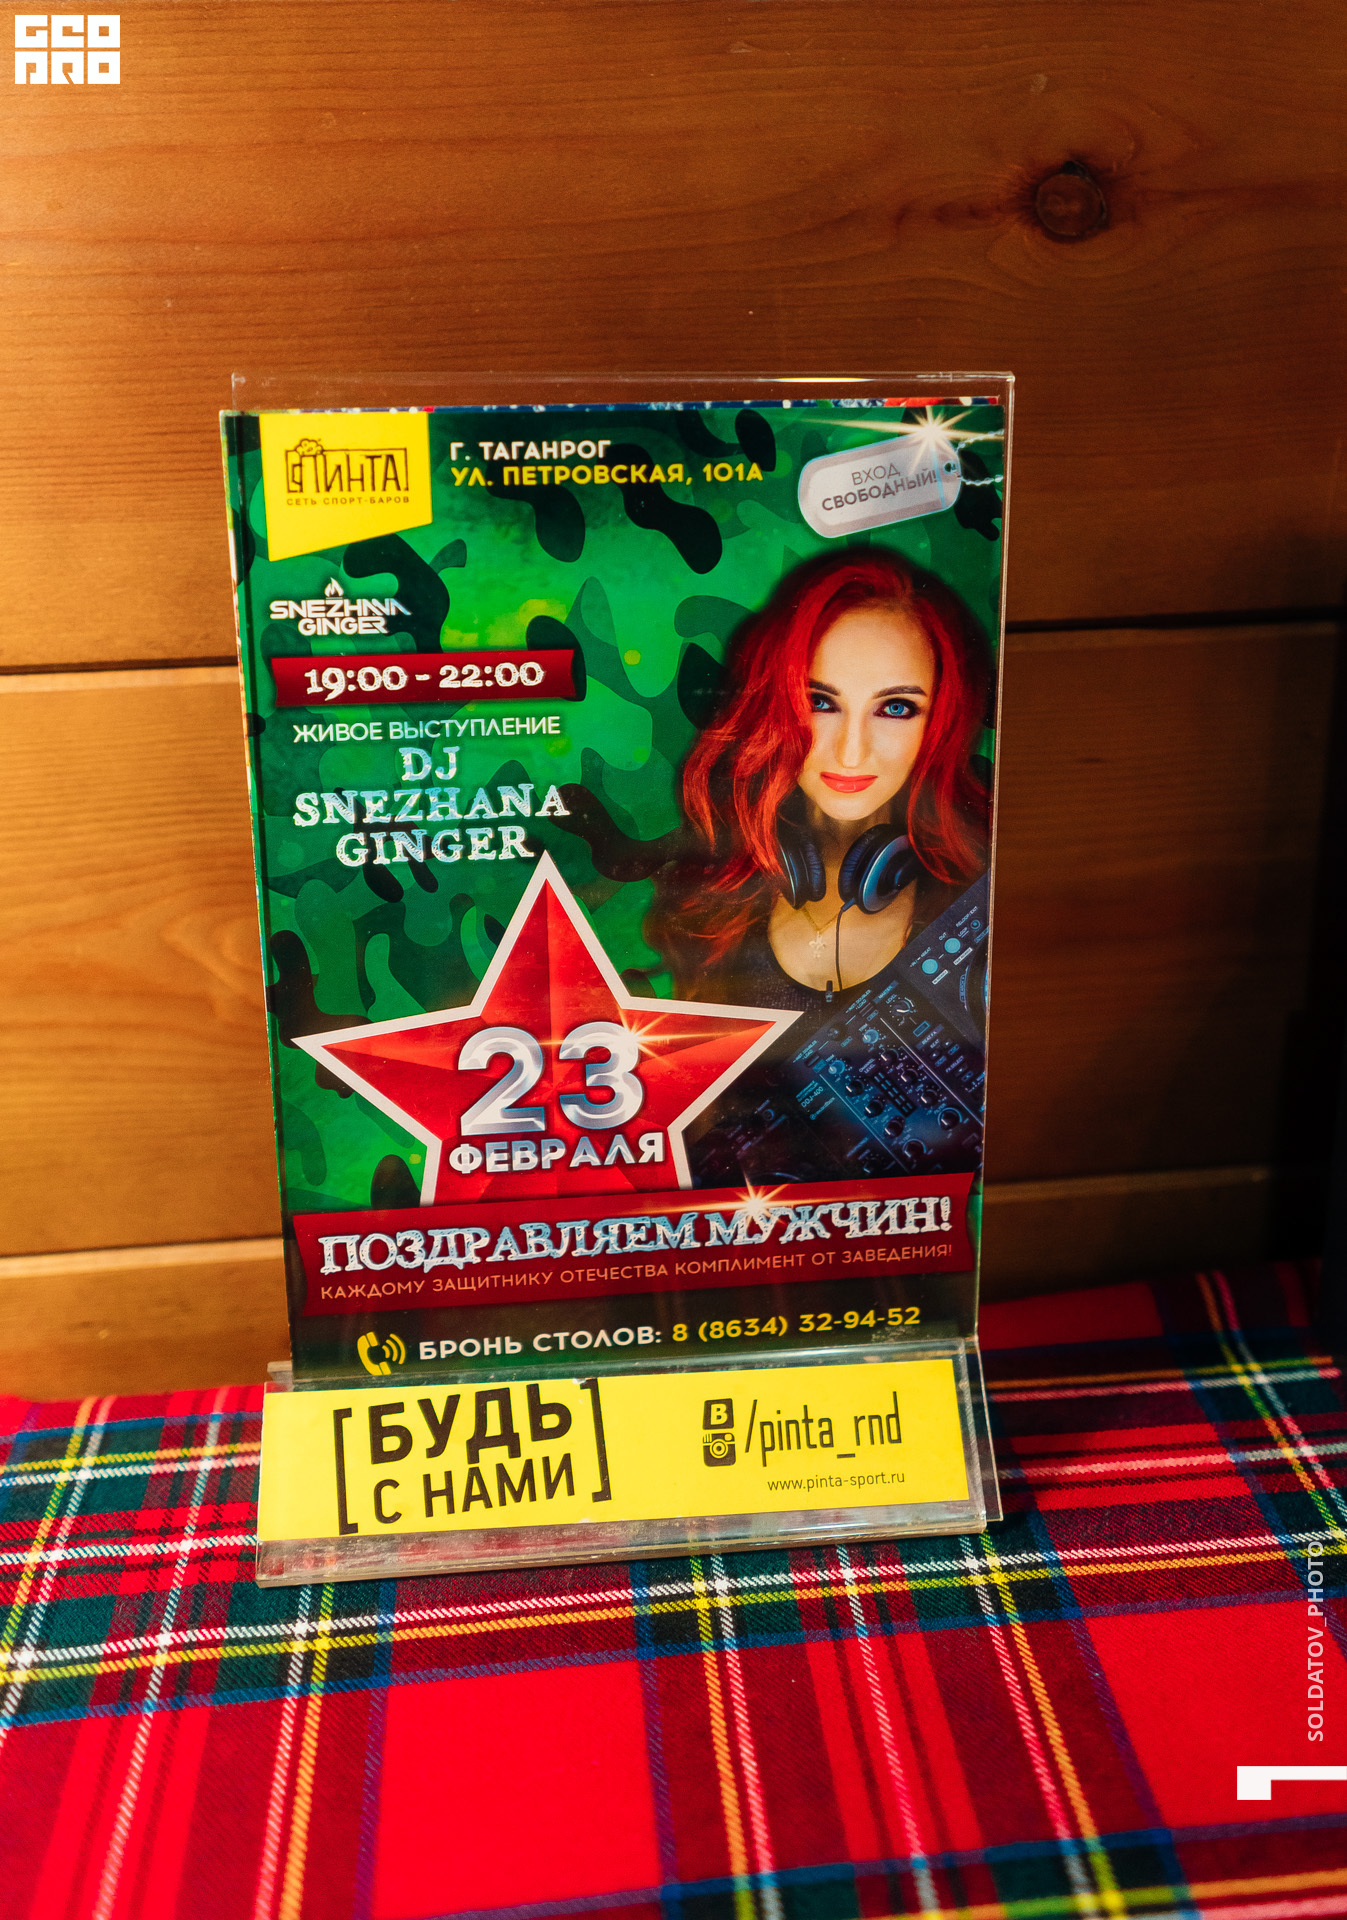 GEO
PRO
ПИНТА
СЕТЬ СПОРТ-БАРОВ
Г. ТАГАНРОГ
УЛ. ПЕТРОВСКАЯ, 101А
ВХОД
СВОБОДНЫЙ!
SNEZHANA
GINGER
19:00 - 22:00
ЖИВОЕ ВЫСТУПЛЕНИЕ
DJ
SNEZHANA
GINGER
23
ФЕВРАЛЯ
ПОЗДРАВЛЯЕМ МУЖЧИН!
КАЖДОМУ ЗАЩИТНИКУ ОТЕЧЕСТВА КОМПЛИМЕНТ ОТ ЗАВЕДЕНИЯ!
БРОНЬ СТОЛОВ: 8 (8634) 32-94-52
[БУДЬ
С НАМИ]
B /pinta_rnd
www.pinta-sport.ru
SOLDATOV_PHOTO